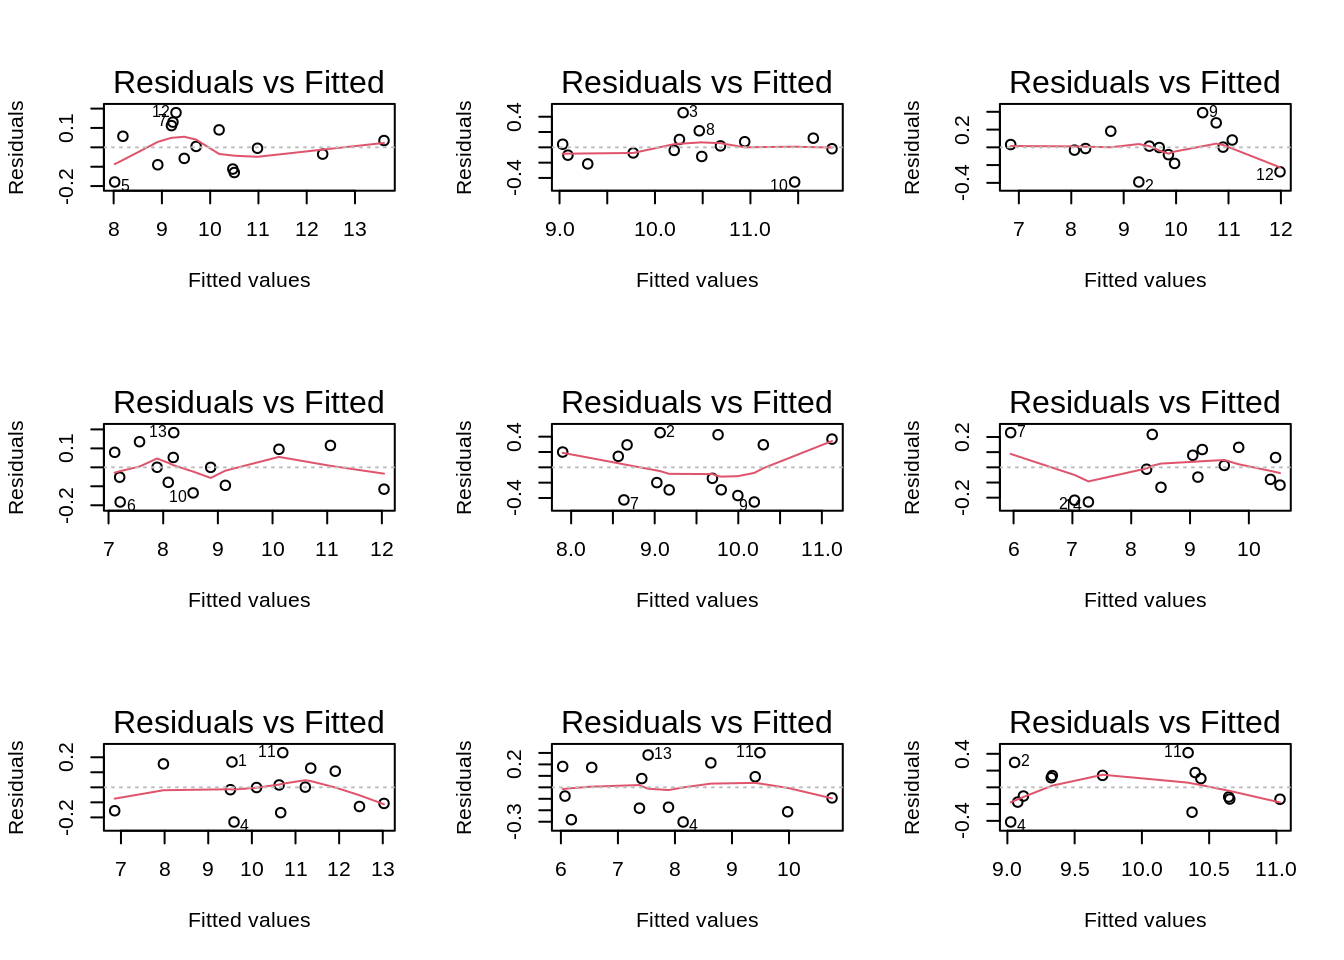 Residuals vs Fitted
Residuals
0.1
-0.2
12
7
5
8 9 10 11 12 13
Fitted values
Residuals vs Fitted
Residuals
0.4
-0.4
3
8
10
9.0 10.0 11.0
Fitted values
Residuals vs Fitted
Residuals
0.2
-0.4
9
2
12
7 8 9 10 11 12
Fitted values
Residuals vs Fitted
Residuals
0.1
-0.2
13
10
6
7 8 9 10 11 12
Fitted values
Residuals vs Fitted
Residuals
0.4
-0.4
2
7
9
8.0 9.0 10.0 11.0
Fitted values
Residuals vs Fitted
Residuals
0.2
-0.2
7
2
14
6 7 8 9 10
Fitted values
Residuals vs Fitted
Residuals
0.2
-0.2
11
1
4
7 8 9 10 11 12 13
Fitted values
Residuals vs Fitted
Residuals
0.2
-0.3
13
11
4
6 7 8 9 10
Fitted values
Residuals vs Fitted
Residuals
0.4
-0.4
2
11
4
9.0 9.5 10.0 10.5 11.0
Fitted values